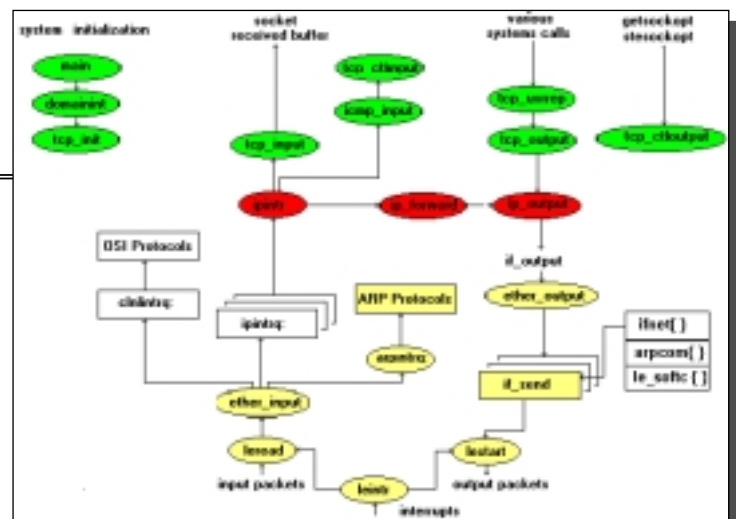 system initialization
main
domainint
tcp_init
socket
received buffer
tcp_input
tcp_ctlinput
icmp_input
various
systems calls
tcp_usrreq
tcp_output
getsockopt
stesockopt
tcp_ctloutput
ipintr
ip_forward
ip_output
OSI Protocols
clnlintrq:
ipintrq:
ARP Protocols
arpintrq
if_output
ether_output
if_send
ifnet[ ]
arpcom[ ]
le_softc [ ]
ether_input
leread
lestart
input packets
leintr
output packets
interrupts